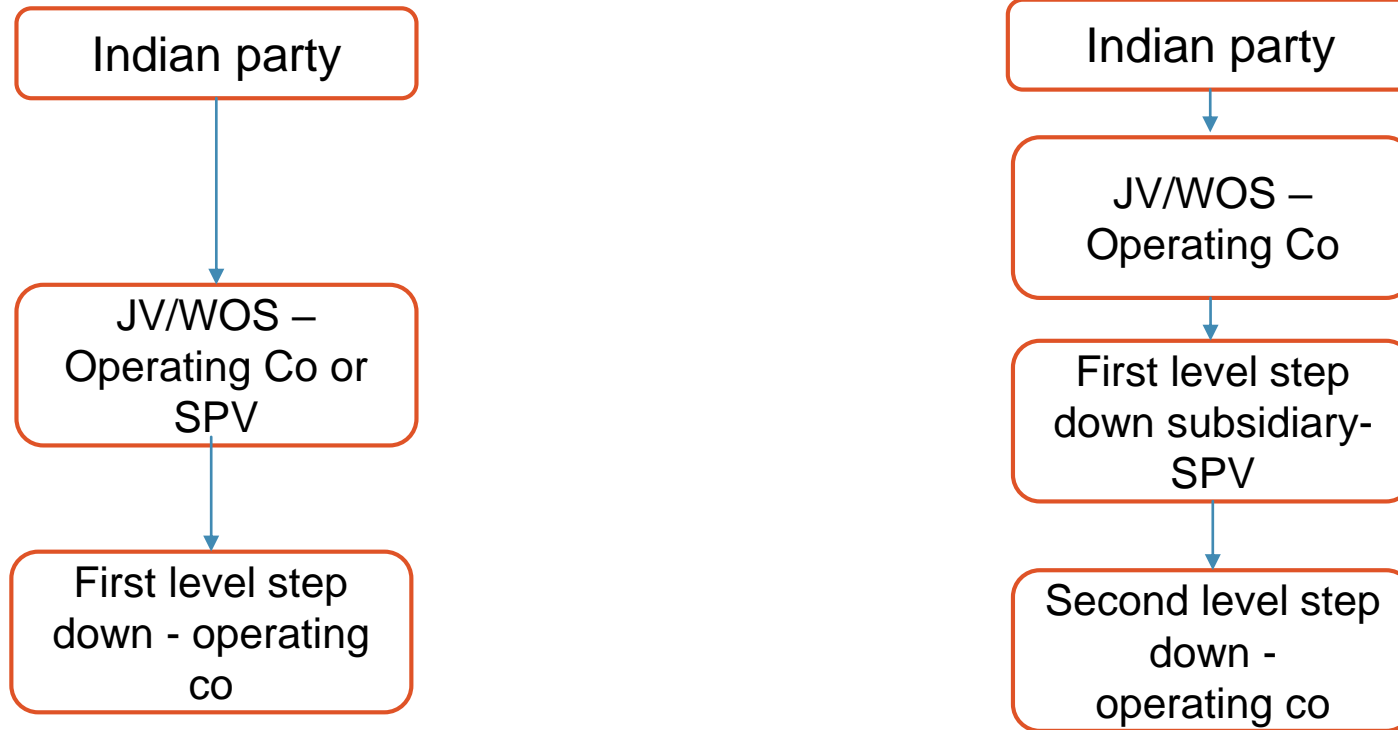 Indian party
JV/WOS –
Operating Co or
SPV
First level step
down - operating
co
Indian party
JV/WOS –
Operating Co
First level step
down subsidiary-
SPV
Second level step
down -
operating co